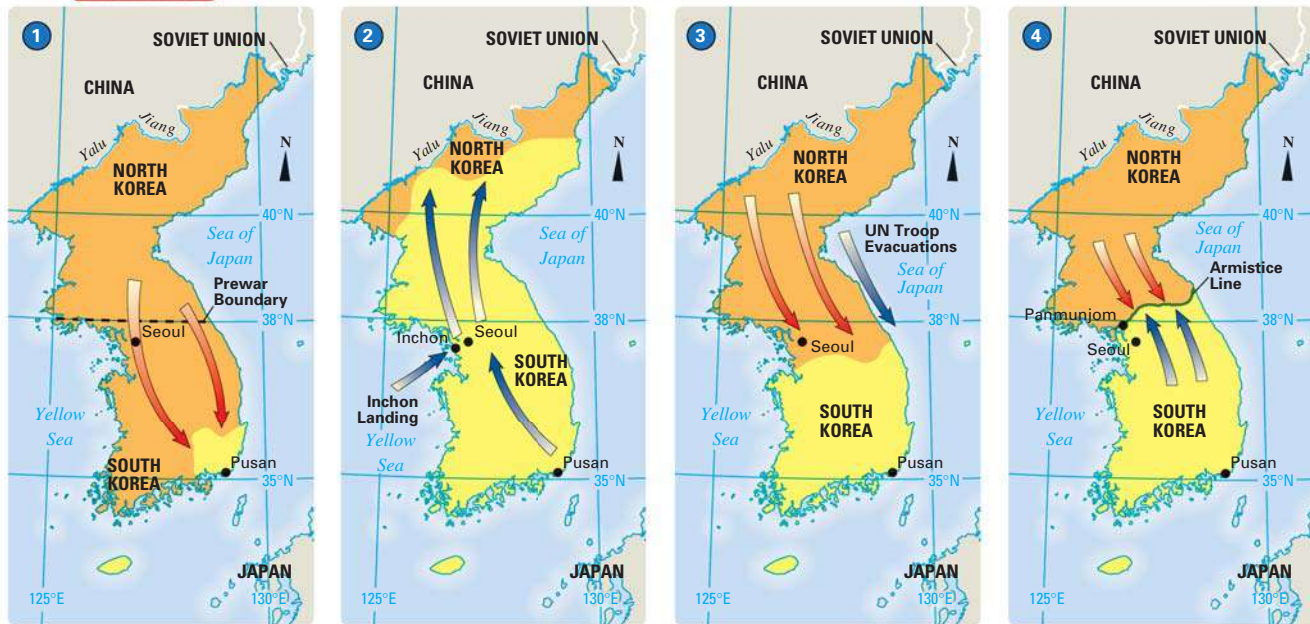 1
SOVIET UNION
CHINA
Yalu
Jiang
NORTH
KOREA
N
40°N
Sea of
Japan
Prewar
Boundary
38°N
Seoul
Yellow
Sea
SOUTH
KOREA
Pusan
35°N
JAPAN
125°E
130°E
2
SOVIET UNION
CHINA
Yalu
Jiang
NORTH
KOREA
N
40°N
Sea of
Japan
38°N
Inchon
Seoul
SOUTH
KOREA
Inchon
Landing
Yellow
Sea
Pusan
35°N
JAPAN
125°E
130°E
3
SOVIET UNION
CHINA
Yalu
Jiang
NORTH
KOREA
N
40°N
UN Troop
Evacuations
Sea of
Japan
38°N
Seoul
Yellow
Sea
SOUTH
KOREA
Pusan
35°N
JAPAN
125°E
130°E
4
SOVIET UNION
CHINA
Yalu
Jiang
NORTH
KOREA
N
40°N
Sea of
Japan
Armistice
Line
Panmunjom
38°N
Seoul
Yellow
Sea
SOUTH
KOREA
Pusan
35°N
JAPAN
125°E
130°E